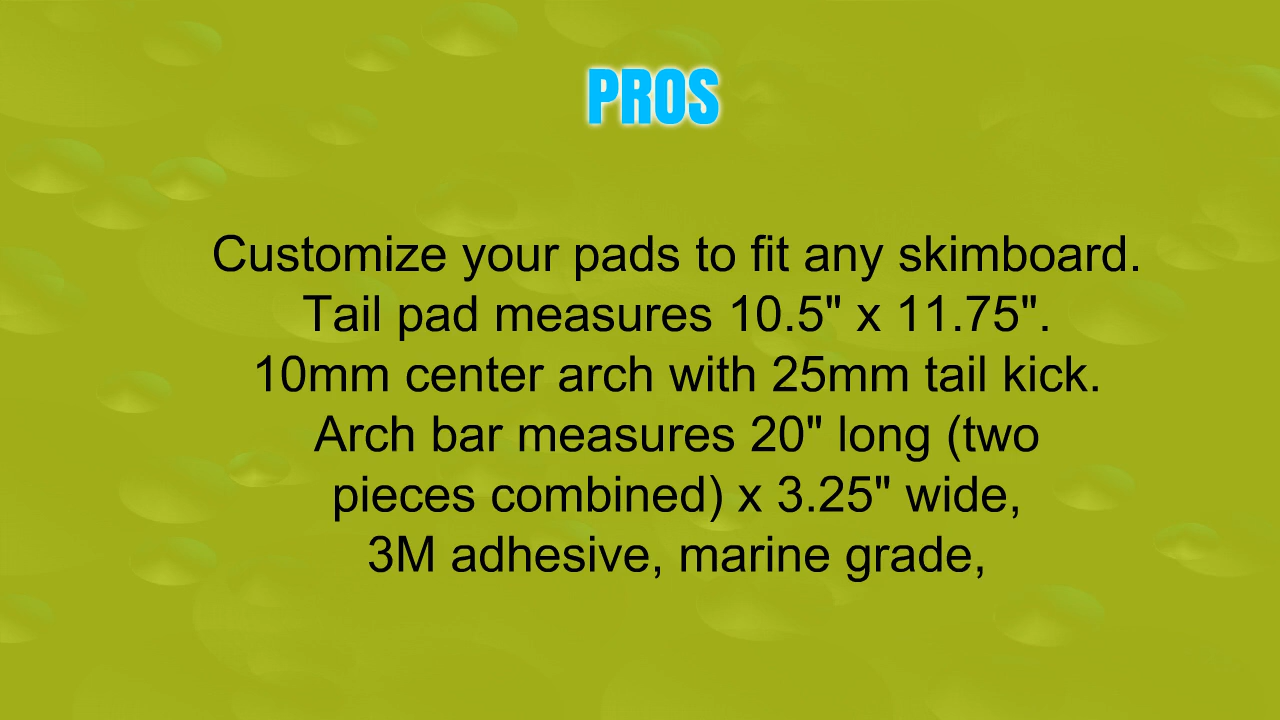 PROS
Customize your pads to fit any skimboard.
Tail pad measures 10.5" x 11.75".
10mm center arch with 25mm tail kick.
Arch bar measures 20" long (two
pieces combined) x 3.25" wide,
3M adhesive, marine grade,